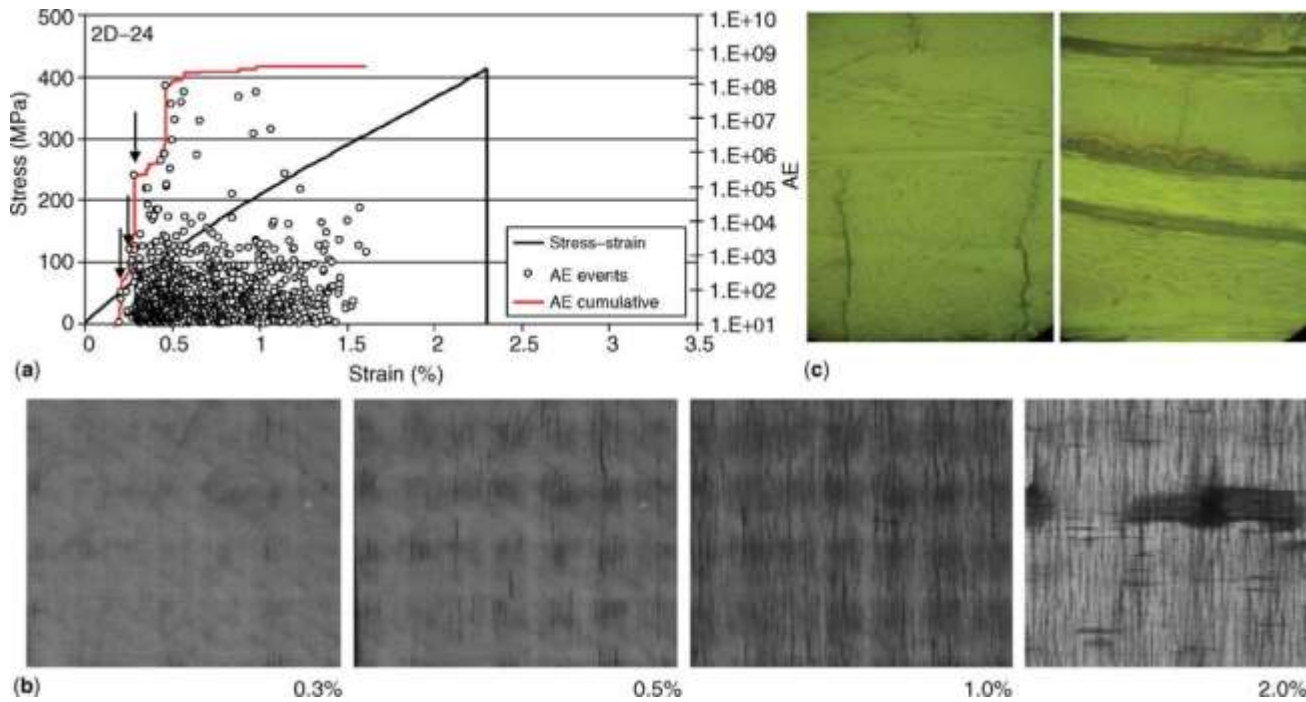 2D–24
500
400
300
200
100
0
Stress (MPa)
1.E+10
1.E+09
1.E+08
1.E+07
1.E+06
1.E+05
1.E+04
1.E+03
1.E+02
1.E+01
AE
Stress–strain
AE events
AE cumulative
0 0.5 1 1.5 2 2.5 3 3.5
Strain (%)
(a)
(c)
(b)
0.3%
0.5%
1.0%
2.0%